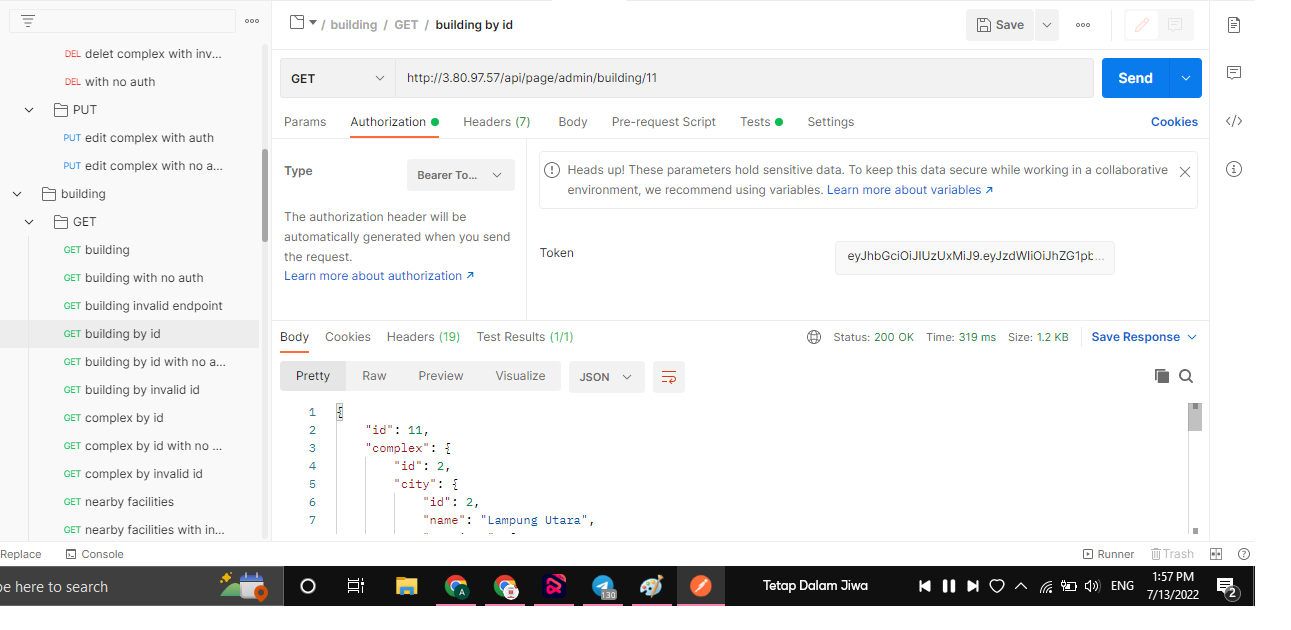 / building / GET / building by id
Save
DEL delet complex with inv...
DEL with no auth
PUT
PUT edit complex with auth
PUT edit complex with no a...
building
GET
GET building
GET building with no auth
GET building invalid endpoint
GET building by id
GET building by id with no a...
GET building by invalid id
GET complex by id
GET complex by id with no ...
GET complex by invalid id
GET nearby facilities
GET nearby facilities with in...
GET
http://3.80.97.57/api/page/admin/building/11
Send
Params Authorization Headers (7) Body Pre-request Script Tests Settings Cookies
Type
Bearer To...
The authorization header will be
automatically generated when you send
the request.
Learn more about authorization ↗
Heads up! These parameters hold sensitive data. To keep this data secure while working in a collaborative
environment, we recommend using variables. Learn more about variables ↗
Token
eyJhbGciOiJIUzUxMiJ9.eyJzdWIiOiJhZG1pb...
Body Cookies Headers (19) Test Results (1/1)
Status: 200 OK Time: 319 ms Size: 1.2 KB Save Response
Pretty Raw Preview Visualize JSON
1 {
2 "id": 11,
3 "complex": {
4 "id": 2,
5 "city": {
6 "id": 2,
7 "name": "Lampung Utara",
Replace Console
Runner Trash
pe here to search
A
130
Tetap Dalam Jiwa
ENG
1:57 PM
7/13/2022
2